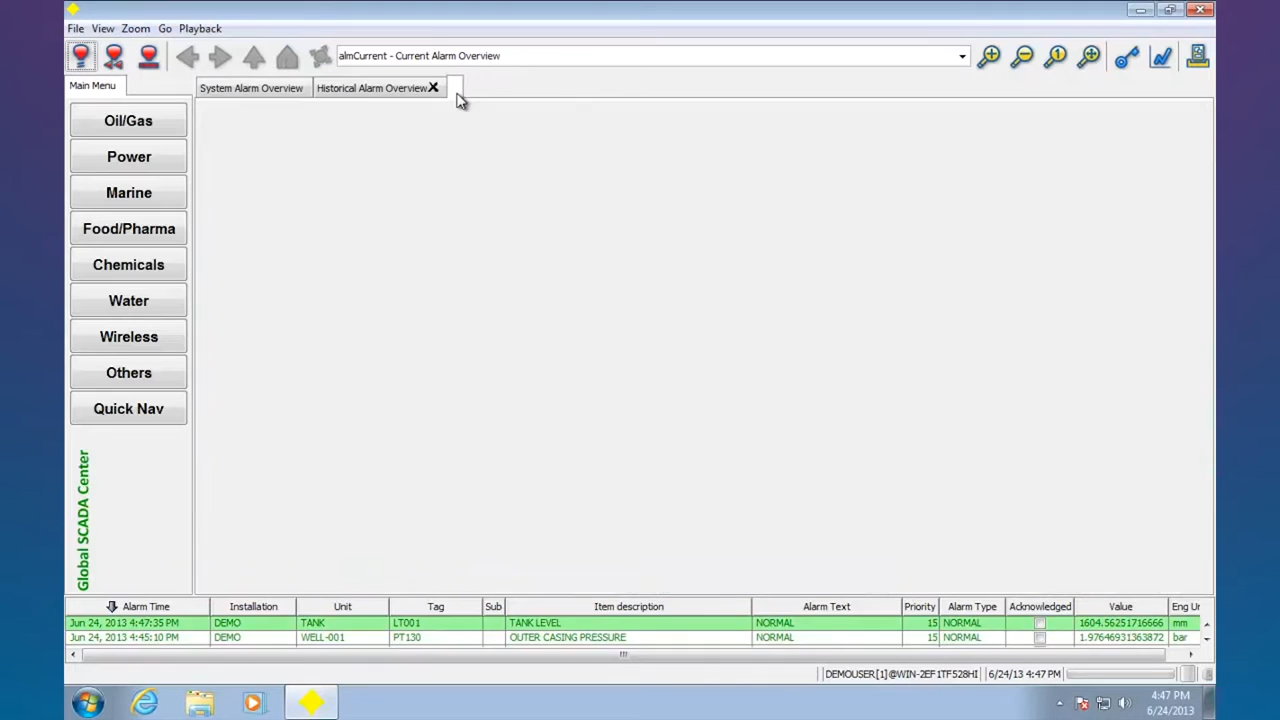 File View Zoom Go Playback
almCurrent - Current Alarm Overview
Main Menu
System Alarm Overview
Historical Alarm Overview
Oil/Gas
Power
Marine
Food/Pharma
Chemicals
Water
Wireless
Others
Quick Nav
Global SCADA Center
Alarm Time Installation Unit Tag Sub Item description Alarm Text Priority Alarm Type Acknowledged Value Eng Ur
Jun 24, 2013 4:47:35 PM DEMO TANK LT001 TANK LEVEL NORMAL 15 NORMAL 1604.56251716666 mm
Jun 24, 2013 4:45:10 PM DEMO WELL-001 PT130 OUTER CASING PRESSURE NORMAL 15 NORMAL 1.97646931363872 bar
DEMOUSER[1]@WIN-2EF1TF528HI 6/24/13 4:47 PM
4:47 PM
6/24/2013